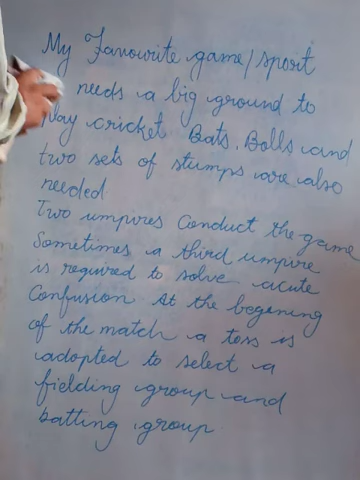 My Favourite game/sport
needs a big ground to
play cricket Bats, Balls and
two sets of stumps are also
needed
Two umpires Conduct the game
Sometimes a third umpire
is required to solve acute
Confusion At the begening
of the match a toss is
adopted to select a
fielding group and
batting group